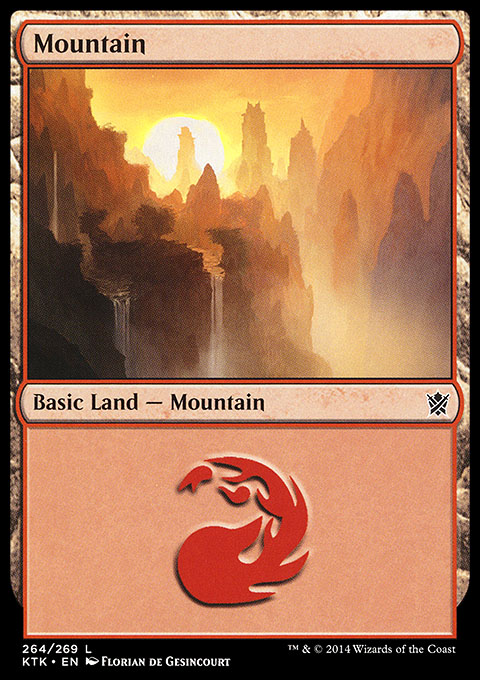 Mountain
Basic Land — Mountain
264/269 L
KTK • EN Florian de Gesincourt
™ & © 2014 Wizards of the Coast